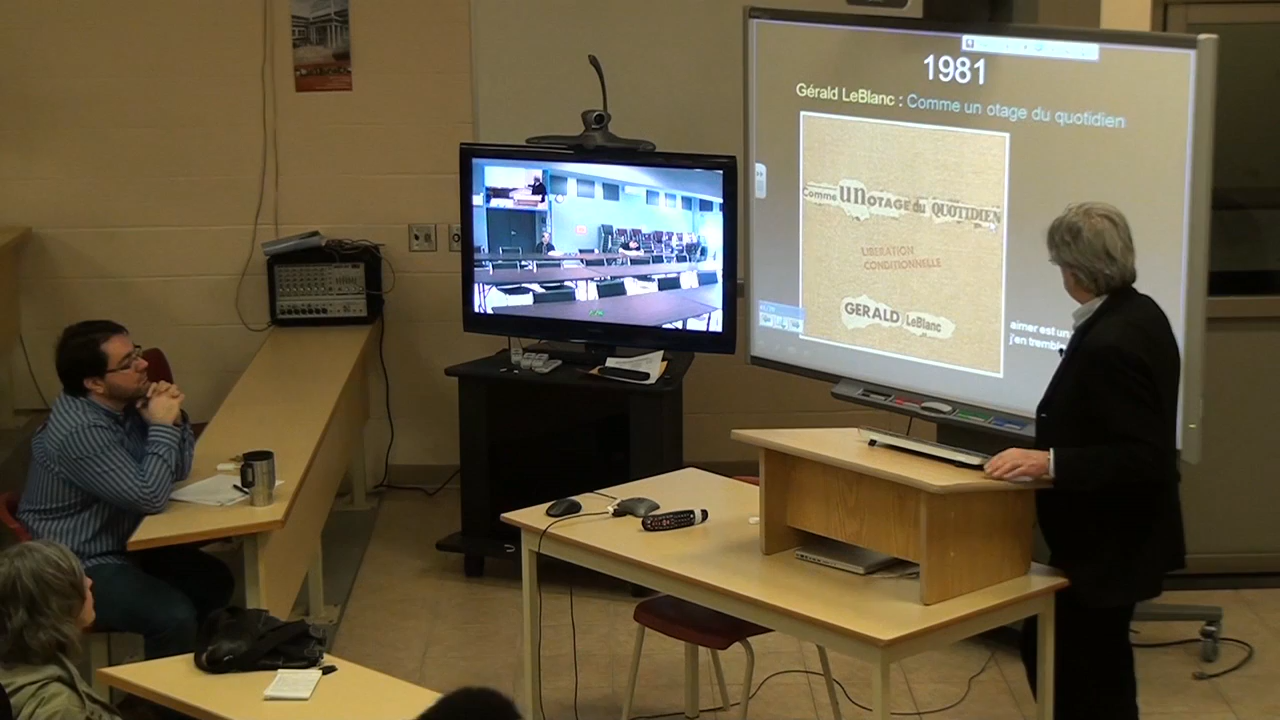 1981
Gérald LeBlanc : Comme un otage du quotidien
Comme un OTAGE du QUOTIDIEN
LIBERATION
CONDITIONNELLE
GERALD LeBlanc
aimer est un
j'en tremble